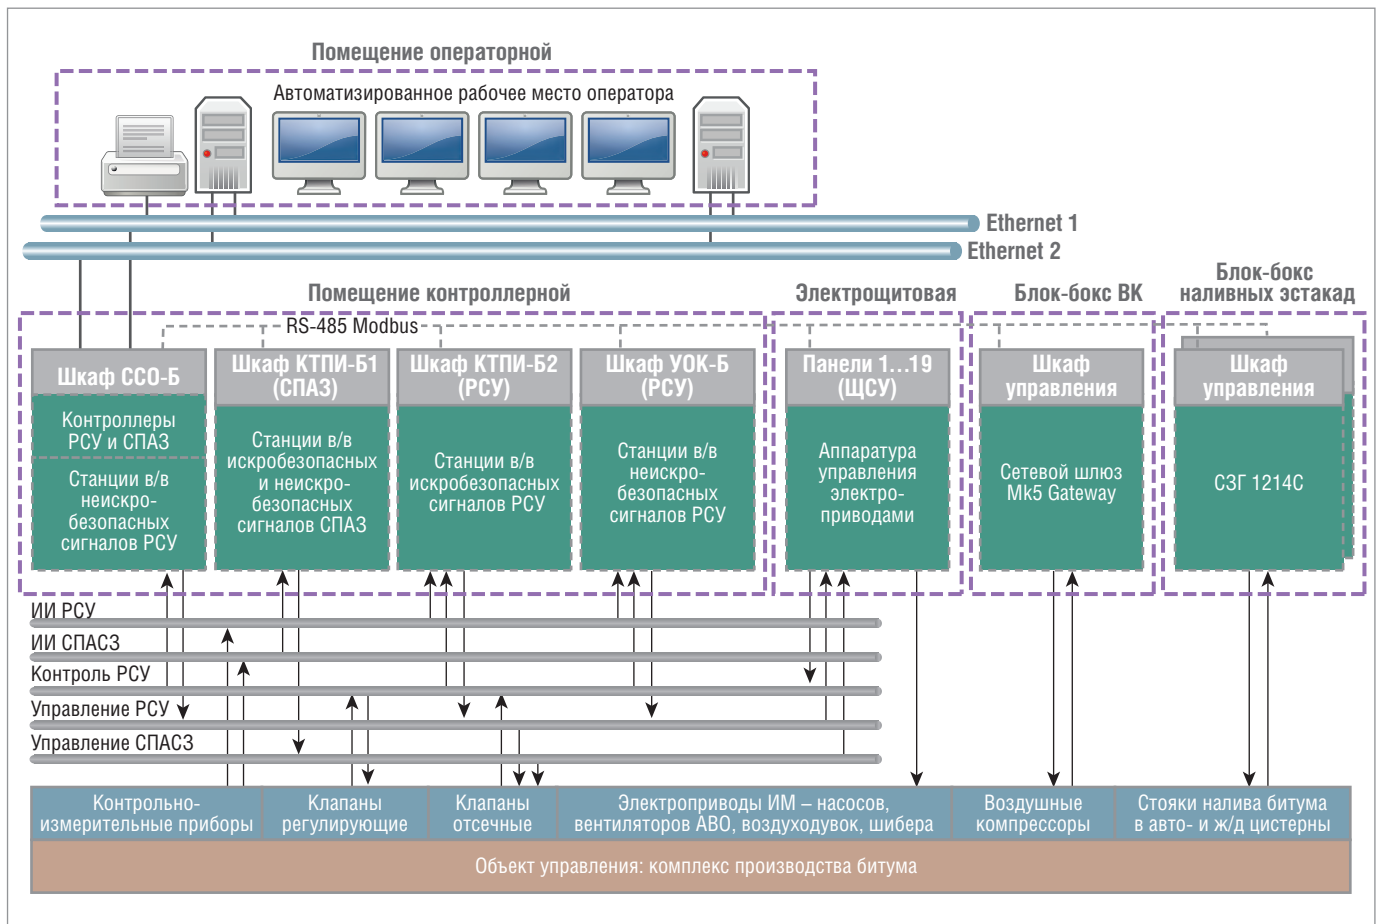 Помещение операторной
Автоматизированное рабочее место оператора
Ethernet 1
Ethernet 2
Помещение контроллерной
Электрощитовая
Блок-бокс ВК
Блок-бокс
наливных эстакад
RS-485 Modbus
Шкаф ССО-Б
Контроллеры
РСУ и СПАЗ
Станции в/в
неискро-
безопасных
сигналов РСУ
Шкаф КТПИ-Б1
(СПАЗ)
Станции в/в
искробезопасных
и неискро-
безопасных
сигналов СПАЗ
Шкаф КТПИ-Б2
(РСУ)
Станции в/в
искробезопасных
сигналов РСУ
Шкаф УОК-Б
(РСУ)
Станции в/в
неискро-
безопасных
сигналов РСУ
Панели 1...19
(ЩСУ)
Аппаратура
управления
электро-
приводами
Шкаф
управления
Сетевой шлюз
Mk5 Gateway
Шкаф
управления
СЗГ 1214С
ИИ РСУ
ИИ СПАСЗ
Контроль РСУ
Управление РСУ
Управление СПАСЗ
Контрольно-
измерительные приборы
Клапаны
регулирующие
Клапаны
отсечные
Электроприводы ИМ – насосов,
вентиляторов АВО, воздуходувок, шибера
Воздушные
компрессоры
Стояки налива битума
в авто- и ж/д цистерны
Объект управления: комплекс производства битума